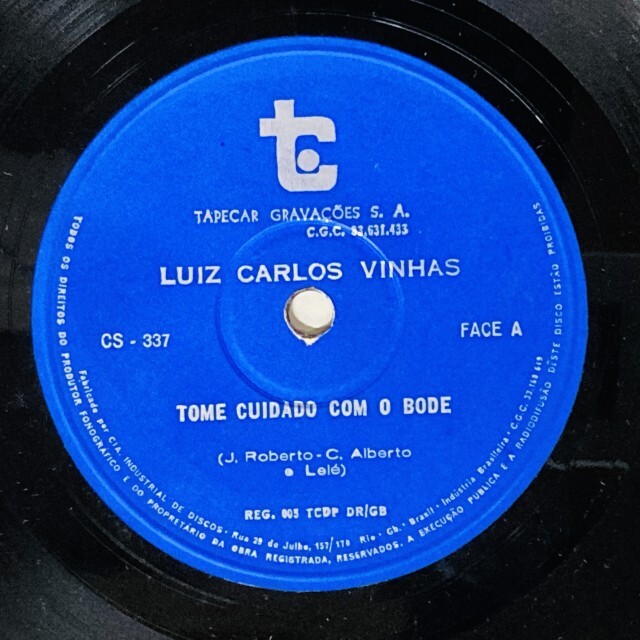 tc
TAPECAR GRAVAÇÕES S. A.
C.G.C. 33,631.433
LUIZ CARLOS VINHAS
CS - 337
FACE A
TOME CUIDADO COM O BODE
(J. Roberto - C. Alberto
e Lelé)
REG. 005 TCDP DR/GB
Fabricado por CIA. INDUSTRIAL DE DISCOS - Rua 29 de Julho, 157/170 Rio - Gb. - Brasil - Indústria Brasileira - C.G.C. 33.169
TODOS OS DIREITOS DO PRODUTOR FONOGRÁFICO E DO PROPRIETÁRIO DA OBRA REGISTRADA, RESERVADOS. A EXECUÇÃO PÚBLICA E A RADIODIFUSÃO DESTE DISCO ESTÃO PROIBIDAS